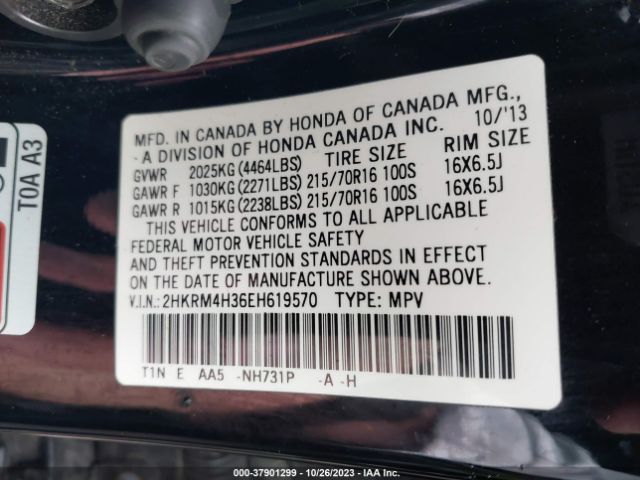 MFD. IN CANADA BY HONDA OF CANADA MFG.,
- A DIVISION OF HONDA CANADA INC. 10/'13
GVWR 2025KG(4464LBS) TIRE SIZE RIM SIZE
GAWR F 1030KG(2271LBS) 215/70R16 100S 16X6.5J
GAWR R 1015KG(2238LBS) 215/70R16 100S 16X6.5J
THIS VEHICLE CONFORMS TO ALL APPLICABLE
FEDERAL MOTOR VEHICLE SAFETY
AND THEFT PREVENTION STANDARDS IN EFFECT
ON THE DATE OF MANUFACTURE SHOWN ABOVE.
V.I.N.: 2HKRM4H36EH619570 TYPE: MPV
T1N E AA5 -NH731P -A -H
T0A A3
000-37901299 - 10/26/2023 - IAA Inc.